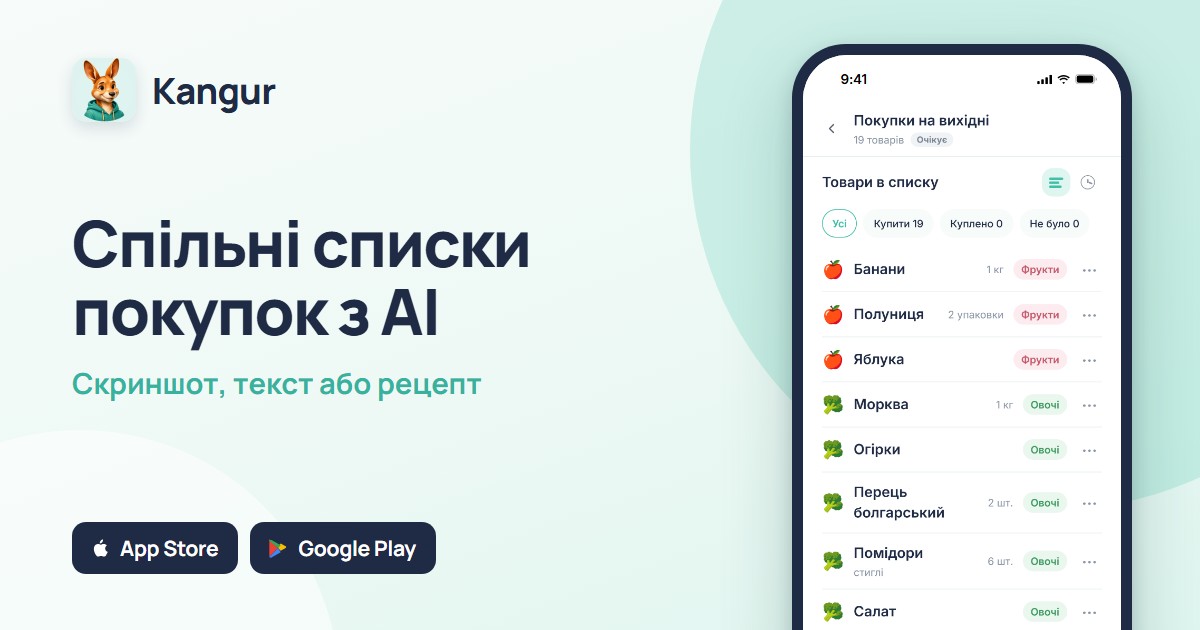 Kangur
Спільні списки
покупок з AI
Скриншот, текст або рецепт
App Store
Google Play
9:41
Покупки на вихідні
19 товарів Очікує
Товари в списку
Усі Купити 19 Куплено 0 Не було 0
Банани 1 кг Фрукти
Полуниця 2 упаковки Фрукти
Яблука Фрукти
Морква 1 кг Овочі
Огірки Овочі
Перець
болгарський 2 шт. Овочі
Помідори 6 шт. Овочі
стиглі
Салат Овочі